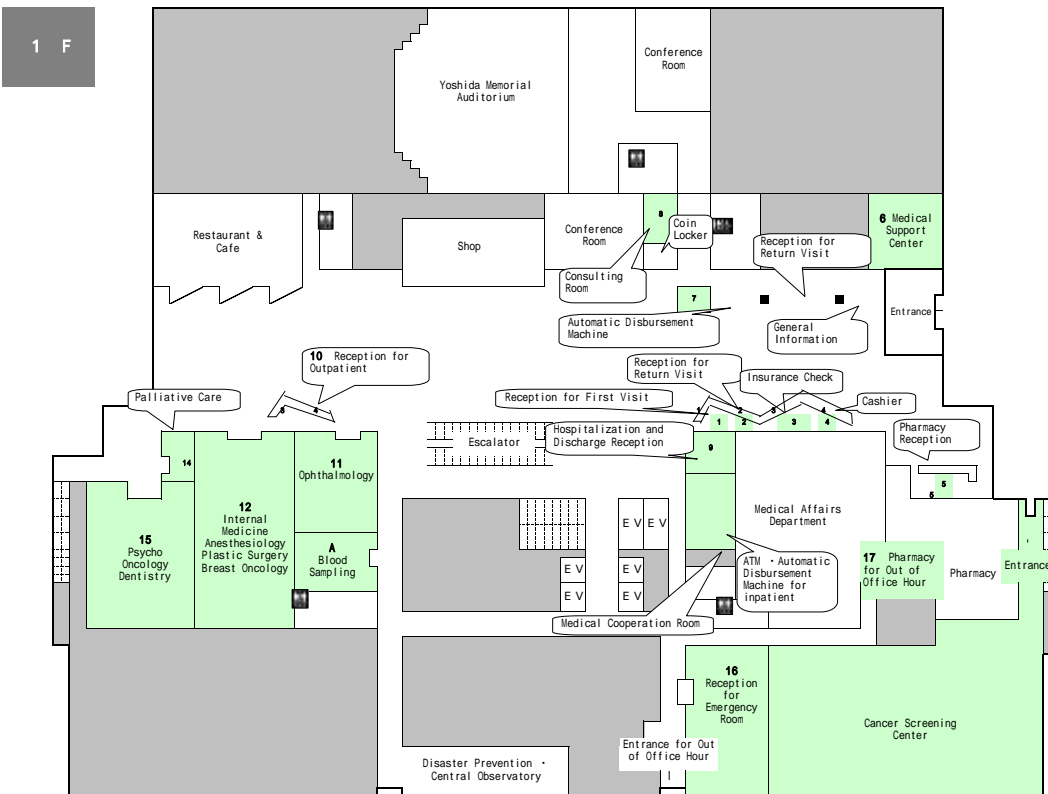 1 F
Conference
Room
Yoshida Memorial
Auditorium
Restaurant &
Cafe
Shop
Conference
Room
8
Coin
Locker
Reception for
Return Visit
6 Medical
Support
Center
Consulting
Room
7
Automatic Disbursement
Machine
General
Information
Entrance
10 Reception for
Outpatient
3 4
Reception for
Return Visit
Insurance Check
Palliative Care
Reception for First Visit
Cashier
1 2 3 4
1 2 3 4
Hospitalization and
Discharge Reception
Escalator
9
Pharmacy
Reception
5
5
14
11
Ophthalmology
12
Internal
Medicine
Anesthesiology
Plastic Surgery
Breast Oncology
15
Psycho
Oncology
Dentistry
A
Blood
Sampling
E V E V
E V E V
E V E V
Medical Affairs
Department
ATM ・Automatic
Disbursement
Machine for
inpatient
17 Pharmacy
for Out of
Office Hour
Pharmacy
Entrance
Medical Cooperation Room
16
Reception
for
Emergency
Room
Cancer Screening
Center
Entrance for Out
of Office Hour
Disaster Prevention ・
Central Observatory